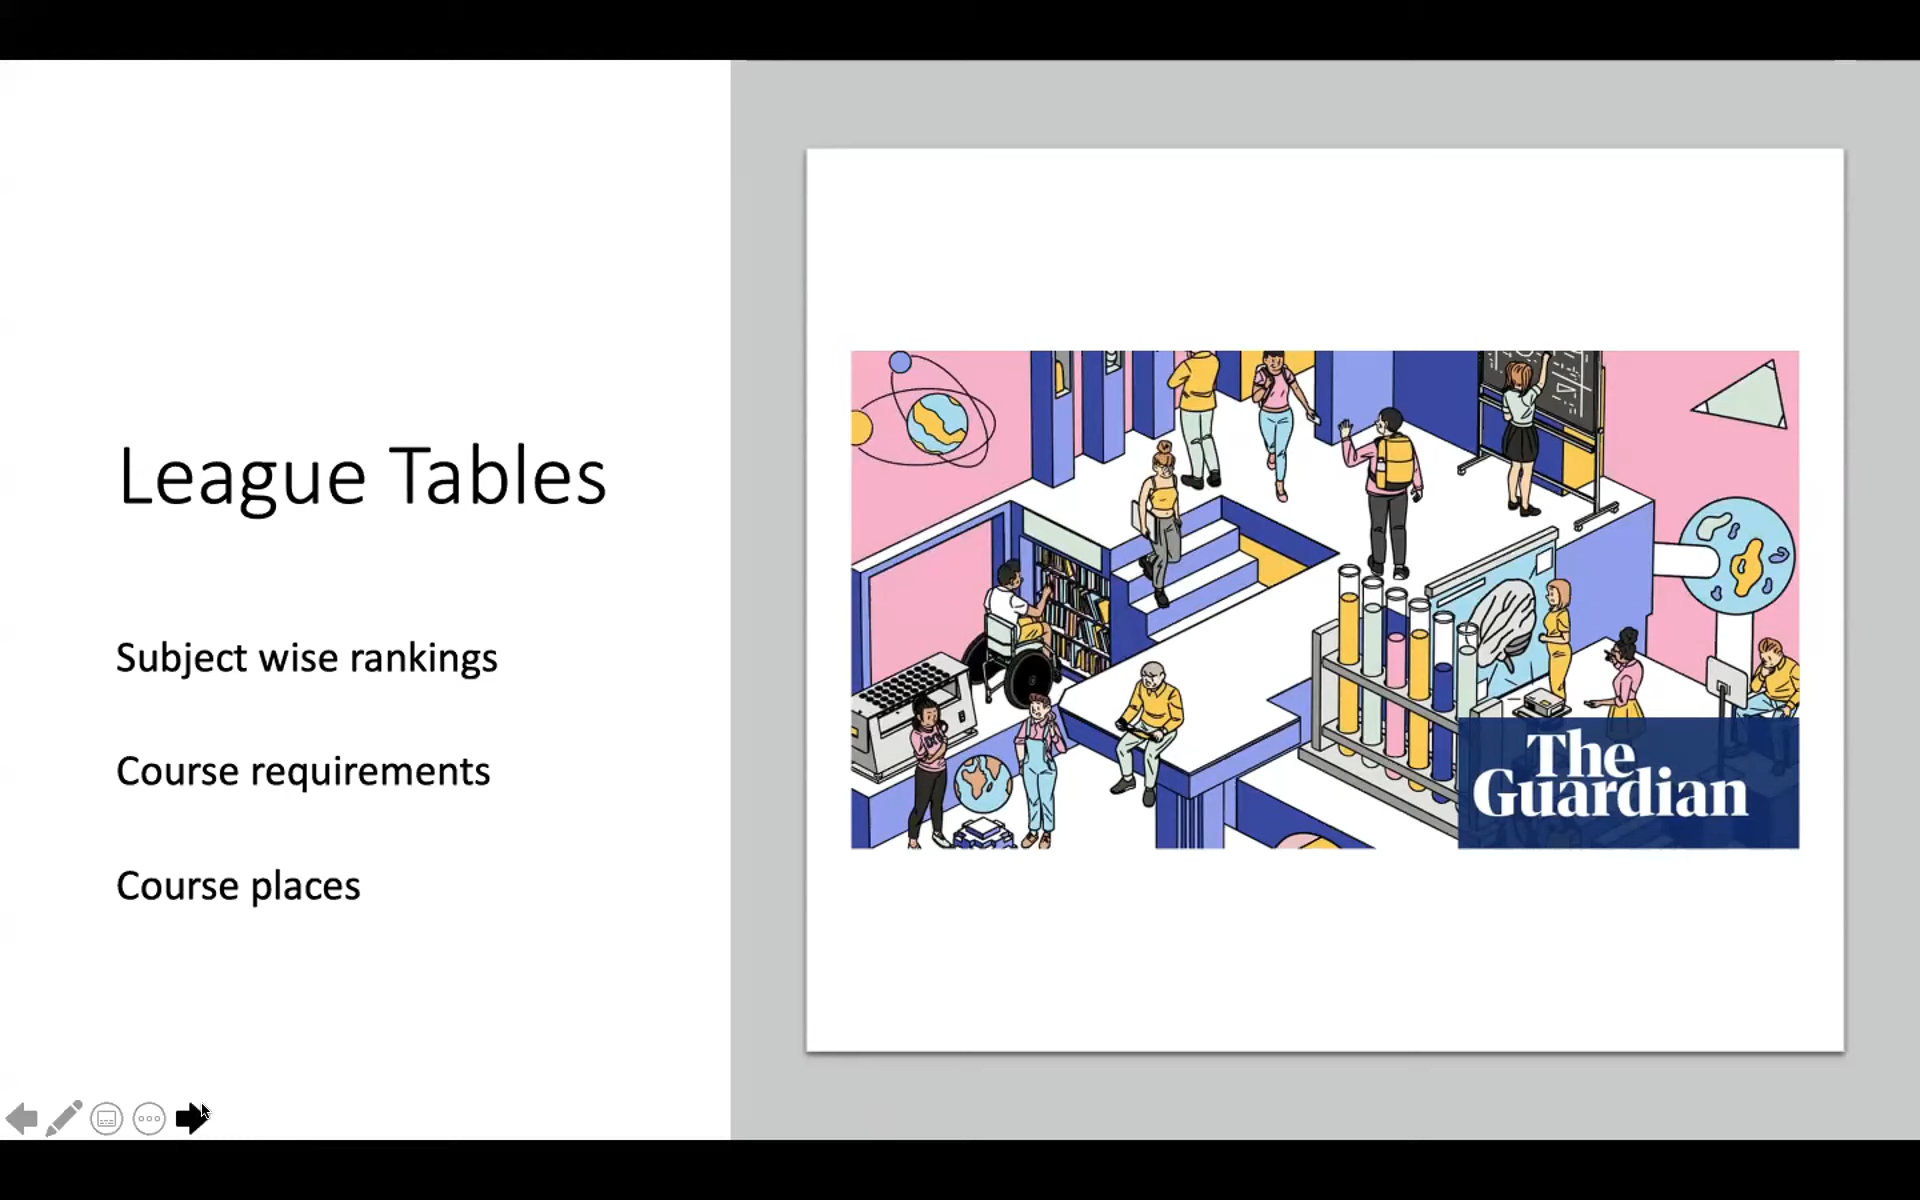 League Tables
Subject wise rankings
Course requirements
Course places
The
Guardian